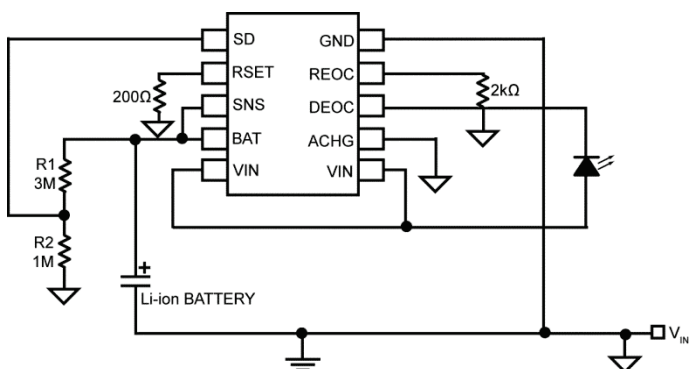 SD
GND
RSET
REOC
200Ω
2kΩ
SNS
DEOC
BAT
ACHG
R1
3M
VIN
VIN
R2
1M
+
Li-ion BATTERY
VIN